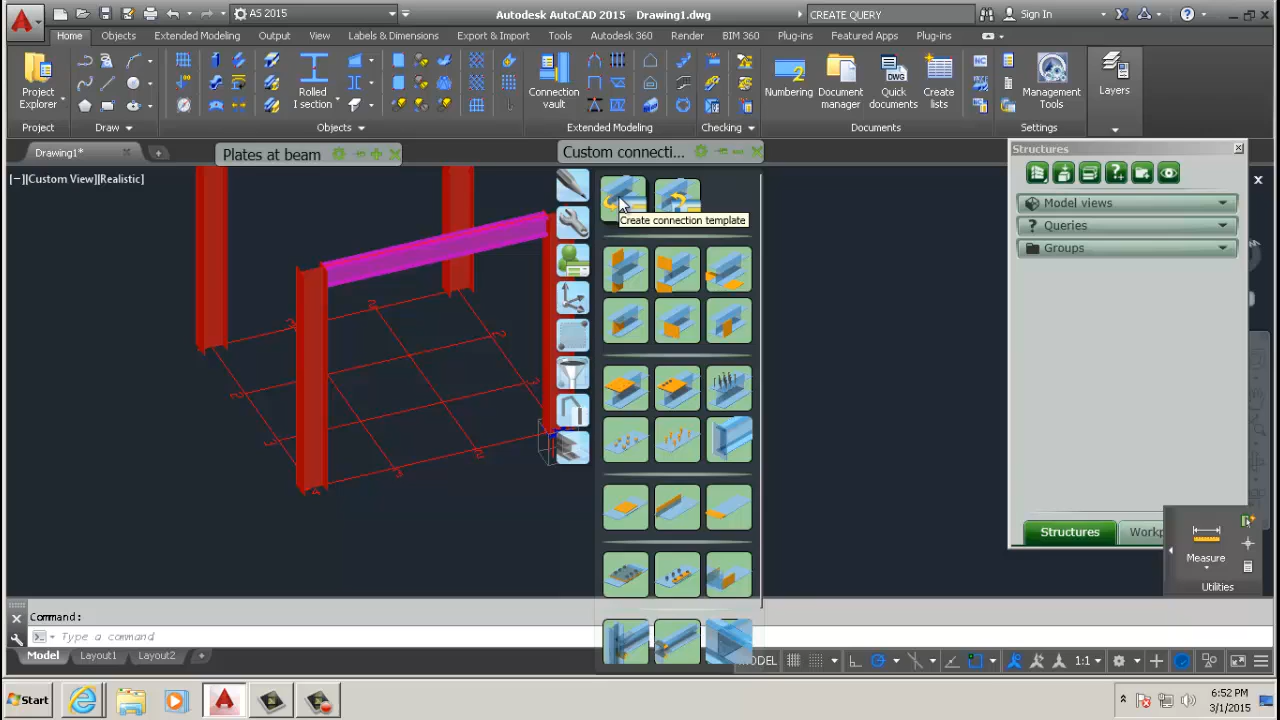 AS 2015
Autodesk AutoCAD 2015 Drawing1.dwg
CREATE QUERY
Sign In
Home
Objects
Extended Modeling
Output
View
Labels & Dimensions
Export & Import
Tools
Autodesk 360
Render
BIM 360
Plug-ins
Featured Apps
Plug-ins
Project
Explorer
Rolled
I section
Connection
vault
Numbering
Document
manager
Quick
documents
Create
lists
Management
Tools
Layers
Project
Draw
Objects
Extended Modeling
Checking
Documents
Settings
Drawing1*
Plates at beam
Custom connecti...
Structures
[−][Custom View][Realistic]
Create connection template
Model views
Queries
Groups
Structures
Measure
Utilities
Command:
Type a command
Model
Layout1
Layout2
MODEL
1:1
Start
6:52 PM
3/1/2015